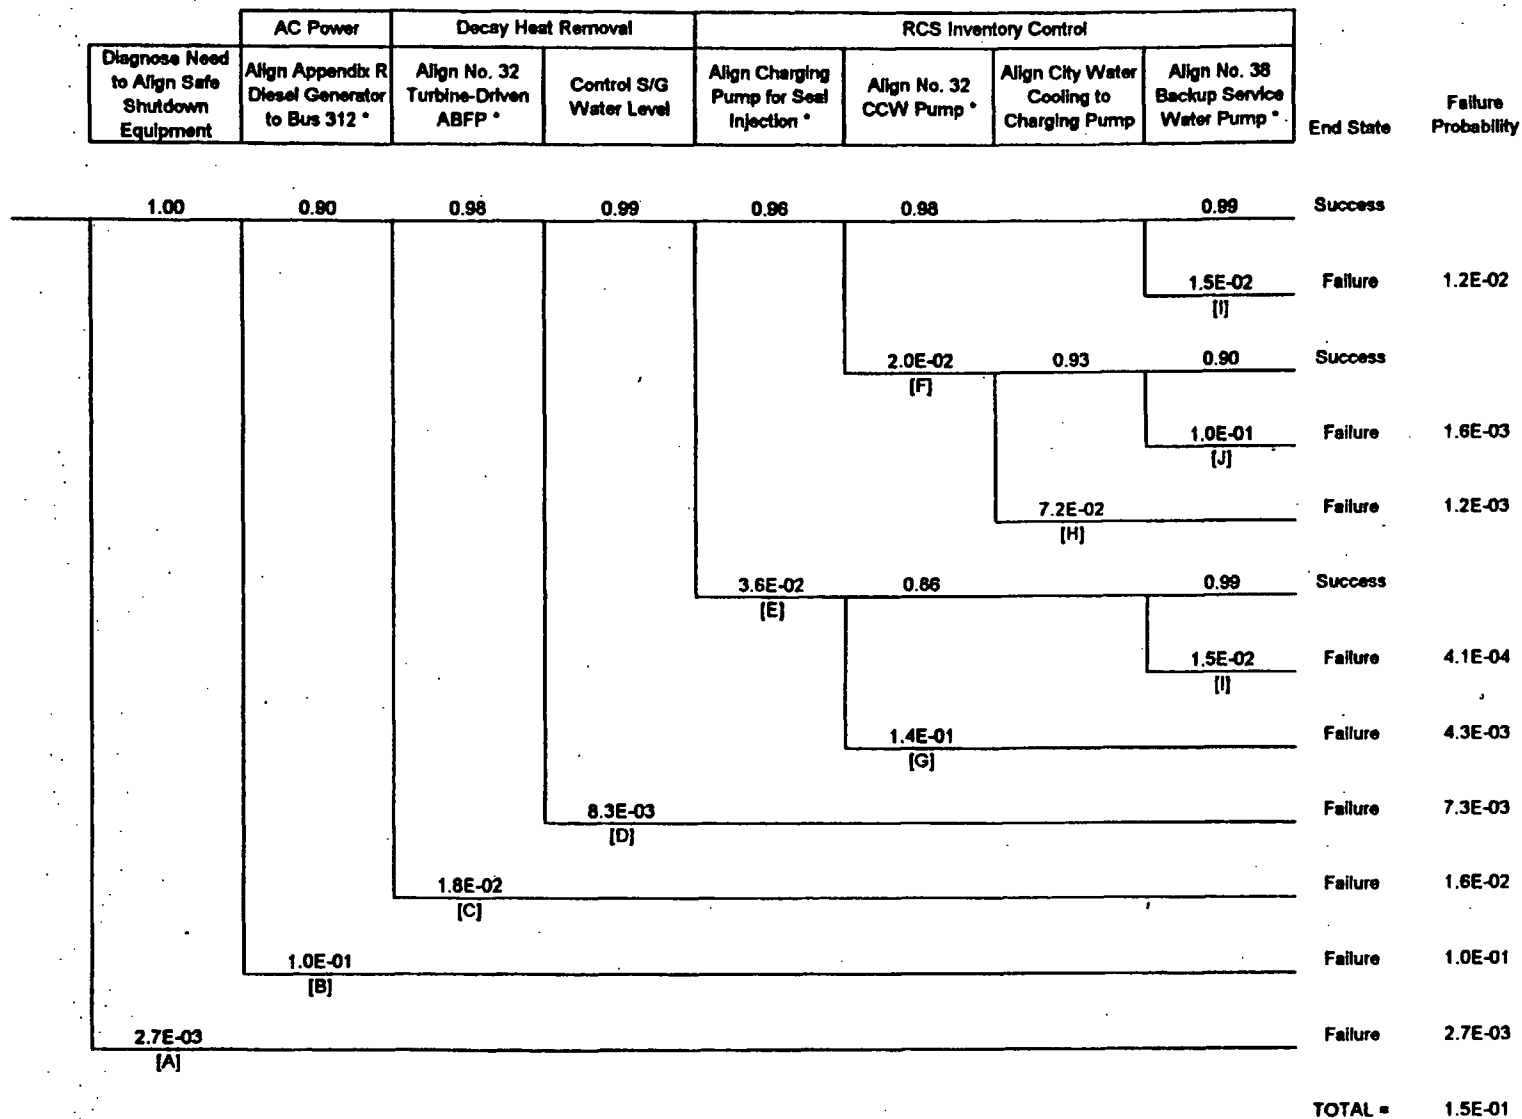 AC Power
Decay Heat Removal
RCS Inventory Control
Diagnose Need
to Align Safe
Shutdown
Equipment
Align Appendix R
Diesel Generator
to Bus 312 *
Align No. 32
Turbine-Driven
ABFP *
Control S/G
Water Level
Align Charging
Pump for Seal
Injection *
Align No. 32
CCW Pump *
Align City Water
Cooling to
Charging Pump
Align No. 38
Backup Service
Water Pump *
End State
Failure
Probability
1.00 0.90 0.98 0.99 0.96 0.98 0.99 Success
1.5E-02 Failure 1.2E-02
[I]
2.0E-02 0.93 0.90 Success
[F]
1.0E-01 Failure 1.6E-03
[J]
7.2E-02 Failure 1.2E-03
[H]
3.6E-02 0.86 0.99 Success
[E]
1.5E-02 Failure 4.1E-04
[I]
1.4E-01 Failure 4.3E-03
[G]
8.3E-03 Failure 7.3E-03
[D]
1.8E-02 Failure 1.6E-02
[C]
1.0E-01 Failure 1.0E-01
[B]
2.7E-03 Failure 2.7E-03
[A]
TOTAL = 1.5E-01